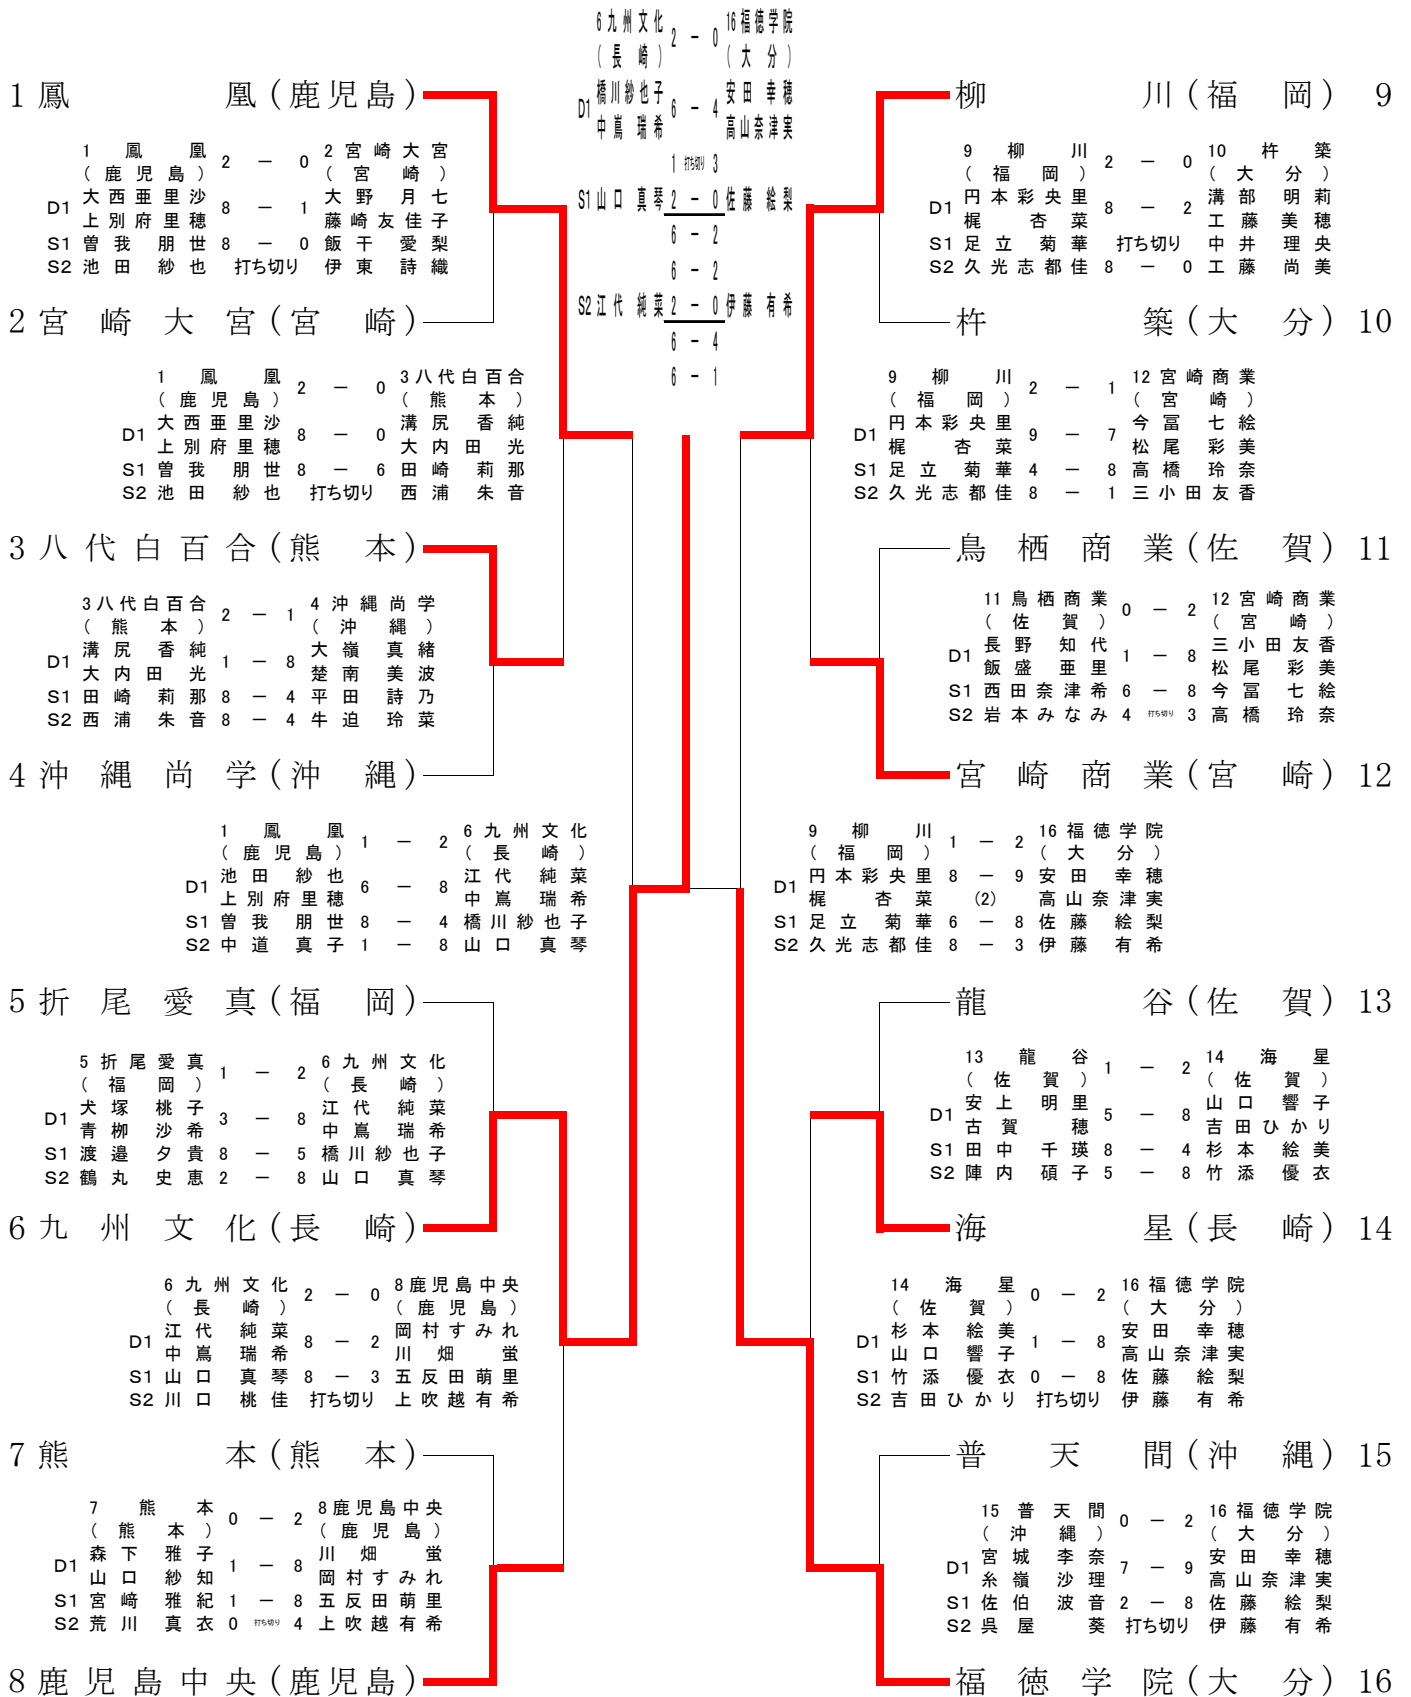 6 九州文化 2 - 0 16 福徳学院
(長崎) (大分)
D1 橋川紗也子 6 - 4 安田幸穂
中嶌瑞希 高山奈津実
1 打ち切り 3
S1 山口真琴 2 - 0 佐藤絵梨
6 - 2
6 - 2
S2 江代純菜 2 - 0 伊藤有希
6 - 4
6 - 1
1 鳳凰(鹿児島)
1 鳳凰 2 － 0 2 宮崎大宮
(鹿児島) (宮崎)
D1 大西亜里沙 8 － 1 大野月七
上別府里穂 藤崎友佳子
S1 曽我朋世 8 － 0 飯干愛梨
S2 池田紗也 打ち切り 伊東詩織
2 宮崎大宮(宮崎)
1 鳳凰 2 － 0 3 八代白百合
(鹿児島) (熊本)
D1 大西亜里沙 8 － 0 溝尻香純
上別府里穂 大内田光
S1 曽我朋世 8 － 6 田崎莉那
S2 池田紗也 打ち切り 西浦朱音
3 八代白百合(熊本)
3 八代白百合 2 － 1 4 沖縄尚学
(熊本) (沖縄)
D1 溝尻香純 1 － 8 大嶺真緒
大内田光 楚南美波
S1 田崎莉那 8 － 4 平田詩乃
S2 西浦朱音 8 － 4 牛迫玲菜
4 沖縄尚学(沖縄)
1 鳳凰 1 － 2 6 九州文化
(鹿児島) (長崎)
D1 池田紗也 6 － 8 江代純菜
上別府里穂 中嶌瑞希
S1 曽我朋世 8 － 4 橋川紗也子
S2 中道真子 1 － 8 山口真琴
5 折尾愛真(福岡)
5 折尾愛真 1 － 2 6 九州文化
(福岡) (長崎)
D1 犬塚桃子 3 － 8 江代純菜
青栁沙希 中嶌瑞希
S1 渡邉夕貴 8 － 5 橋川紗也子
S2 鶴丸史恵 2 － 8 山口真琴
6 九州文化(長崎)
6 九州文化 2 － 0 8 鹿児島中央
(長崎) (鹿児島)
D1 江代純菜 8 － 2 岡村すみれ
中嶌瑞希 川畑蛍
S1 山口真琴 8 － 3 五反田萌里
S2 川口桃佳 打ち切り 上吹越有希
7 熊本(熊本)
7 熊本 0 － 2 8 鹿児島中央
(熊本) (鹿児島)
D1 森下雅子 1 － 8 川畑蛍
山口紗知 岡村すみれ
S1 宮﨑雅紀 1 － 8 五反田萌里
S2 荒川真衣 0 打ち切り 4 上吹越有希
8 鹿児島中央(鹿児島)
柳川(福岡) 9
9 柳川 2 － 0 10 杵築
(福岡) (大分)
D1 円本彩央里 8 － 2 溝部明莉
梶杏菜 工藤美穂
S1 足立菊華 打ち切り 中井理央
S2 久光志都佳 8 － 0 工藤尚美
杵築(大分) 10
9 柳川 2 － 1 12 宮崎商業
(福岡) (宮崎)
D1 円本彩央里 9 － 7 今冨七絵
梶杏菜 松尾彩美
S1 足立菊華 4 － 8 高橋玲奈
S2 久光志都佳 8 － 1 三小田友香
鳥栖商業(佐賀) 11
11 鳥栖商業 0 － 2 12 宮崎商業
(佐賀) (宮崎)
D1 長野知代 1 － 8 三小田友香
飯盛亜里 松尾彩美
S1 西田奈津希 6 － 8 今冨七絵
S2 岩本みなみ 4 打ち切り 3 高橋玲奈
宮崎商業(宮崎) 12
9 柳川 1 － 2 16 福徳学院
(福岡) (大分)
D1 円本彩央里 8 － 9 安田幸穂
梶杏菜 (2) 高山奈津実
S1 足立菊華 6 － 8 佐藤絵梨
S2 久光志都佳 8 － 3 伊藤有希
龍谷(佐賀) 13
13 龍谷 1 － 2 14 海星
(佐賀) (佐賀)
D1 安上明里 5 － 8 山口響子
古賀穂 吉田ひかり
S1 田中千瑛 8 － 4 杉本絵美
S2 陣内碩子 5 － 8 竹添優衣
海星(長崎) 14
14 海星 0 － 2 16 福徳学院
(佐賀) (大分)
D1 杉本絵美 1 － 8 安田幸穂
山口響子 高山奈津実
S1 竹添優衣 0 － 8 佐藤絵梨
S2 吉田ひかり 打ち切り 伊藤有希
普天間(沖縄) 15
15 普天間 0 － 2 16 福徳学院
(沖縄) (大分)
D1 宮城李奈 7 － 9 安田幸穂
糸嶺沙理 高山奈津実
S1 佐伯波音 2 － 8 佐藤絵梨
S2 呉屋葵 打ち切り 伊藤有希
福徳学院(大分) 16